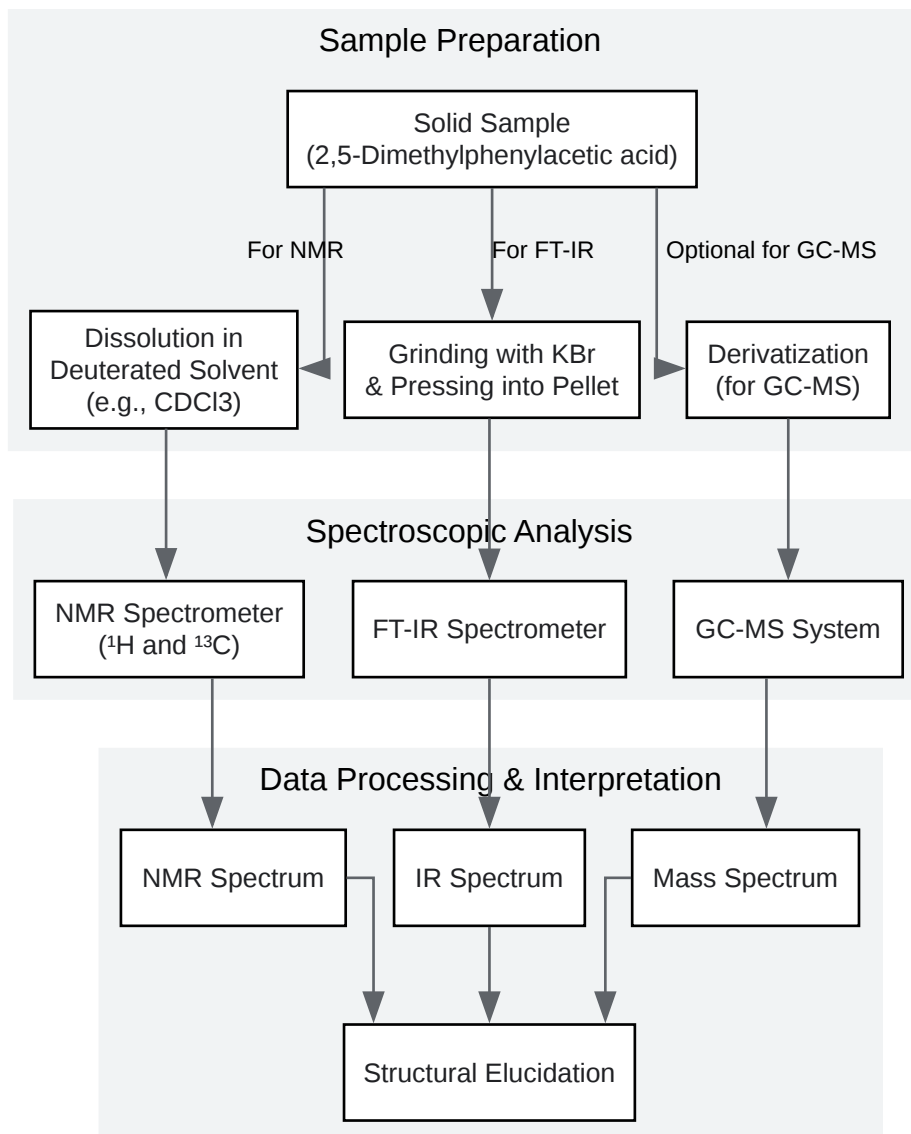 Sample Preparation
Solid Sample
(2,5-Dimethylphenylacetic acid)
For NMR
For FT-IR
Optional for GC-MS
Dissolution in
Deuterated Solvent
(e.g., CDCl3)
Grinding with KBr
& Pressing into Pellet
Derivatization
(for GC-MS)
Spectroscopic Analysis
NMR Spectrometer
(¹H and ¹³C)
FT-IR Spectrometer
GC-MS System
Data Processing & Interpretation
NMR Spectrum
IR Spectrum
Mass Spectrum
Structural Elucidation